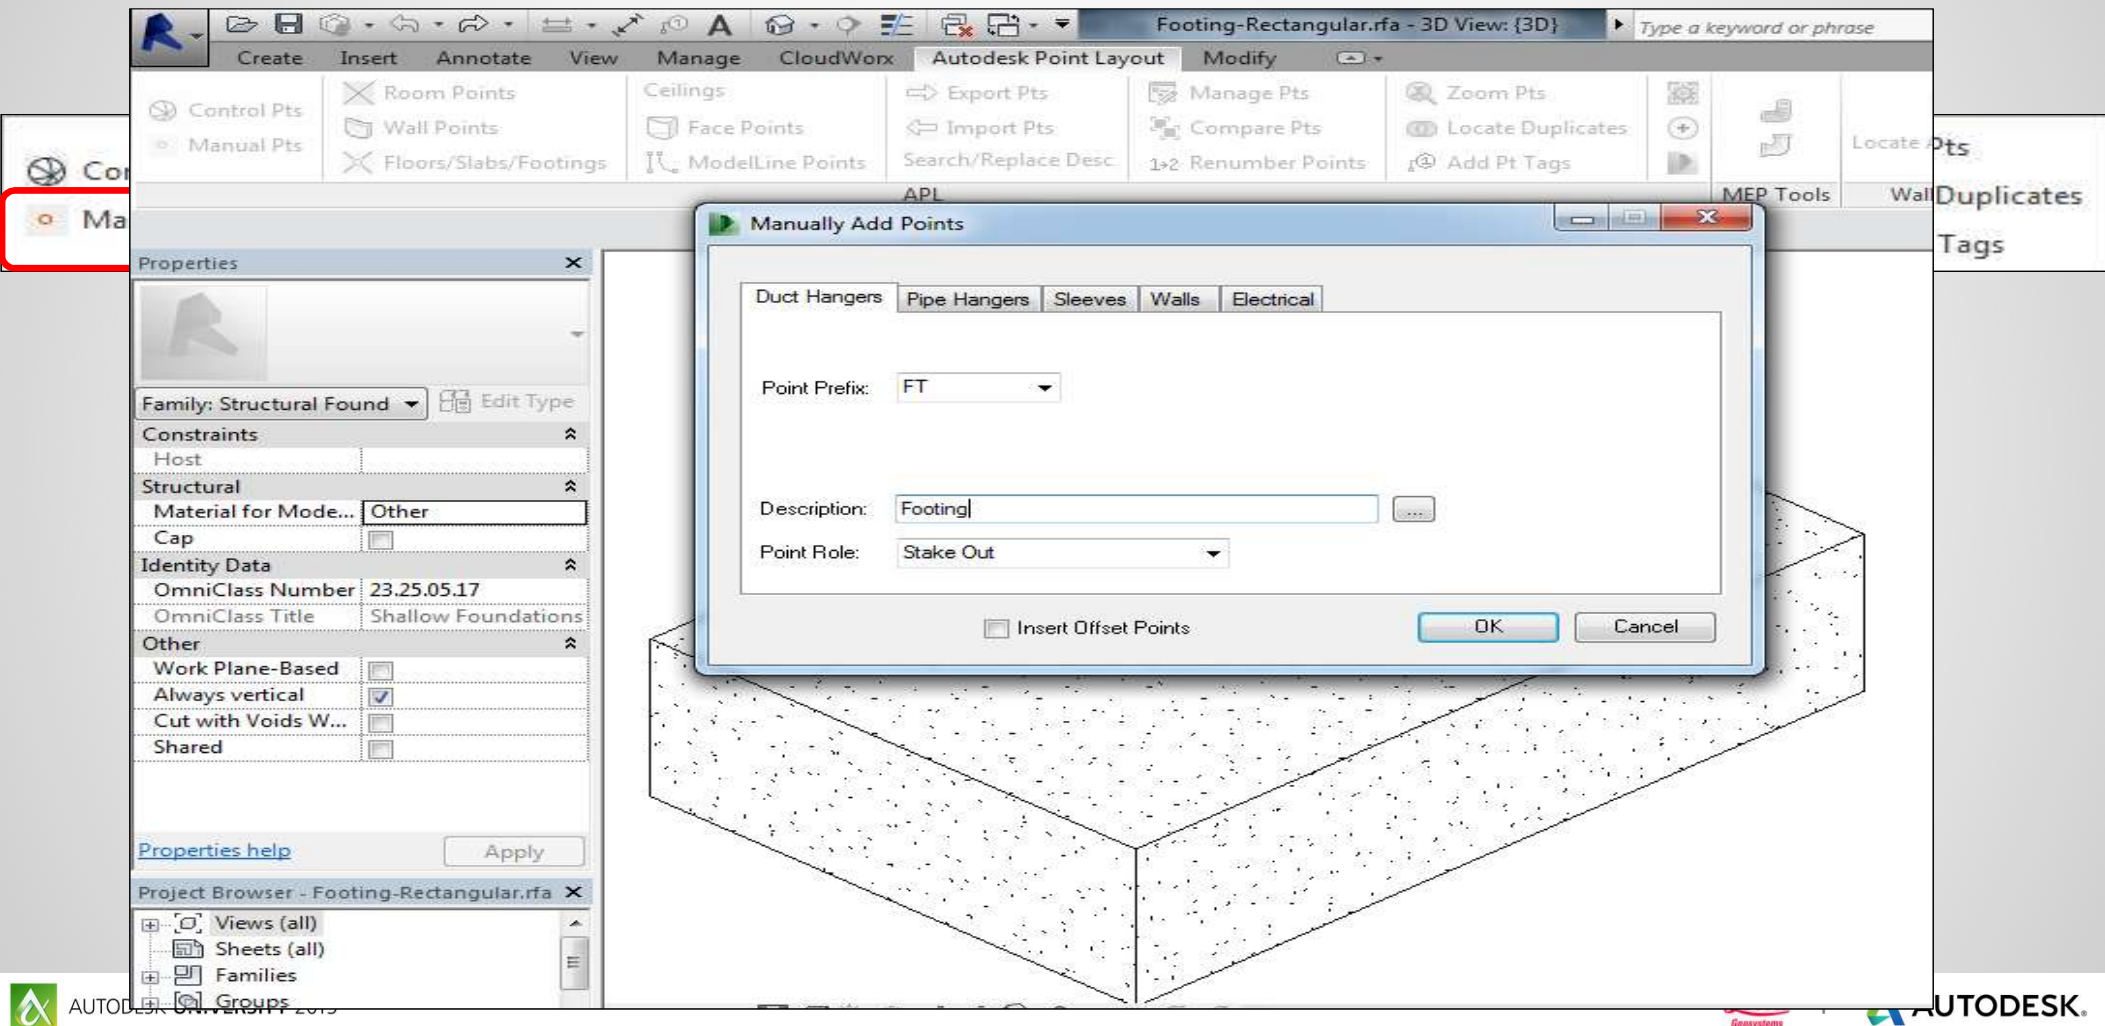 Footing-Rectangular.rfa - 3D View: {3D}
Type a keyword or phrase
Create Insert Annotate View Manage CloudWorx Autodesk Point Layout Modify
Control Pts
Manual Pts
Room Points
Wall Points
Floors/Slabs/Footings
Ceilings
Face Points
ModelLine Points
Export Pts
Import Pts
Search/Replace Desc
Manage Pts
Compare Pts
1→2 Renumber Points
Zoom Pts
Locate Duplicates
Add Pt Tags
Locate
Pts
Duplicates
Tags
Co
Ma
APL
MEP Tools
Wall
Manually Add Points
Duct Hangers Pipe Hangers Sleeves Walls Electrical
Point Prefix: FT
Description: Footing ...
Point Role: Stake Out
Insert Offset Points
OK
Cancel
Properties
Family: Structural Found
Edit Type
Constraints
Host
Structural
Material for Mode... Other
Cap
Identity Data
OmniClass Number 23.25.05.17
OmniClass Title Shallow Foundations
Other
Work Plane-Based
Always vertical
Cut with Voids W...
Shared
Properties help
Apply
Project Browser - Footing-Rectangular.rfa
Views (all)
Sheets (all)
Families
Groups
Geosystems
AUTODESK.